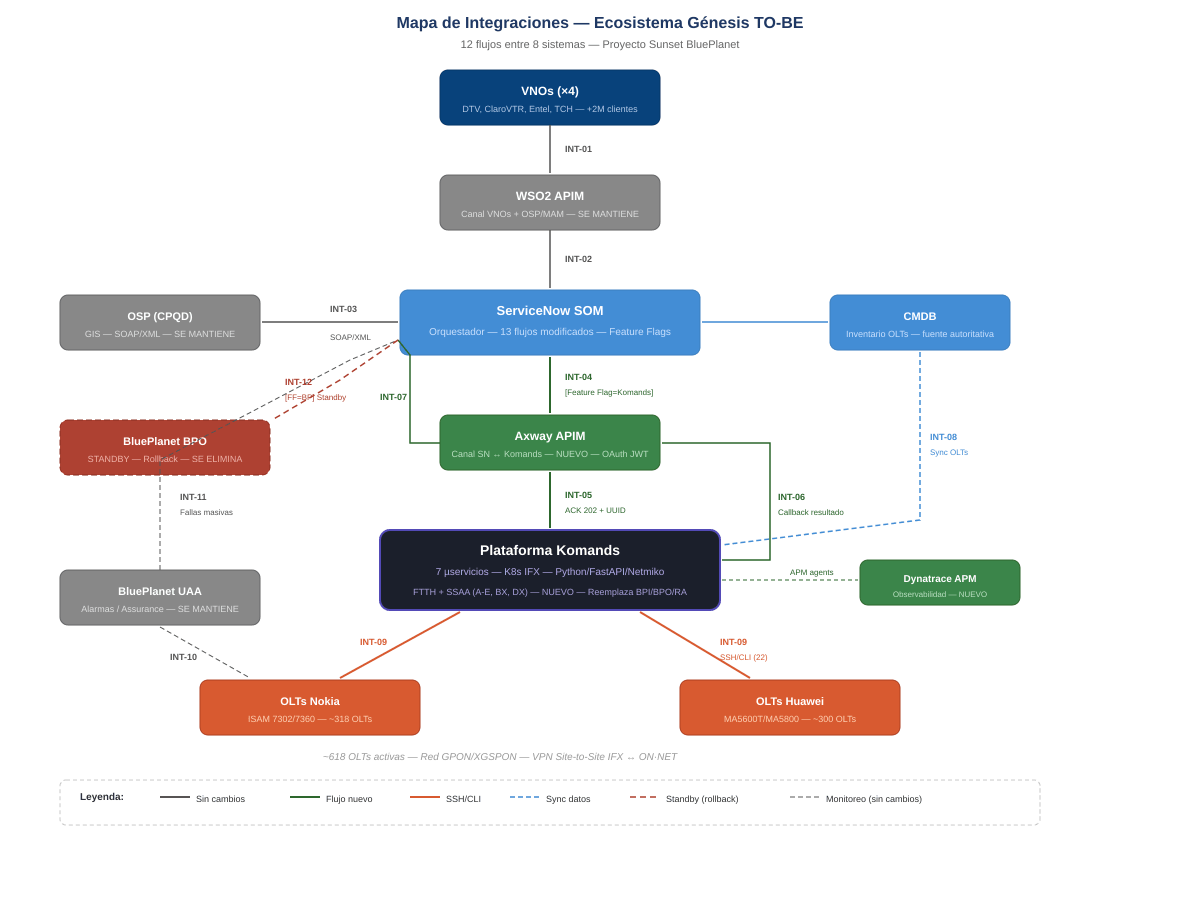 Mapa de Integraciones — Ecosistema Génesis TO-BE
12 flujos entre 8 sistemas — Proyecto Sunset BluePlanet
VNOs (×4)
DTV, ClaroVTR, Entel, TCH — +2M clientes
INT-01
WSO2 APIM
Canal VNOs + OSP/MAM — SE MANTIENE
INT-02
OSP (CPQD)
GIS — SOAP/XML — SE MANTIENE
INT-03
SOAP/XML
ServiceNow SOM
Orquestador — 13 flujos modificados — Feature Flags
CMDB
Inventario OLTs — fuente autoritativa
INT-12
[FF=BP] Standby
INT-07
INT-04
[Feature Flag=Komands]
BluePlanet BPO
STANDBY — Rollback — SE ELIMINA
Axway APIM
Canal SN ↔ Komands — NUEVO — OAuth JWT
INT-08
Sync OLTs
INT-11
Fallas masivas
INT-05
ACK 202 + UUID
INT-06
Callback resultado
Plataforma Komands
7 µservicios — K8s IFX — Python/FastAPI/Netmiko
FTTH + SSAA (A-E, BX, DX) — NUEVO — Reemplaza BPI/BPO/RA
APM agents
Dynatrace APM
Observabilidad — NUEVO
BluePlanet UAA
Alarmas / Assurance — SE MANTIENE
INT-10
INT-09
INT-09
SSH/CLI (22)
OLTs Nokia
ISAM 7302/7360 — ~318 OLTs
OLTs Huawei
MA5600T/MA5800 — ~300 OLTs
~618 OLTs activas — Red GPON/XGSPON — VPN Site-to-Site IFX ↔ ON·NET
Leyenda:
Sin cambios
Flujo nuevo
SSH/CLI
Sync datos
Standby (rollback)
Monitoreo (sin cambios)